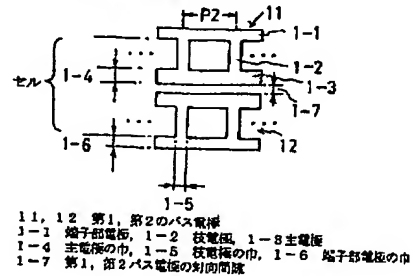 P2
11
1-1
1-2
セル
1-4
1-3
1-7
1-6
12
1-5
11, 12 第1, 第2のバス電極
1-1 端子部電極, 1-2 枝電極, 1-3主電極
1-4 主電極の巾, 1-5 枝電極の巾, 1-6 端子部電極の巾
1-7 第1, 第2バス電極の対向間隙